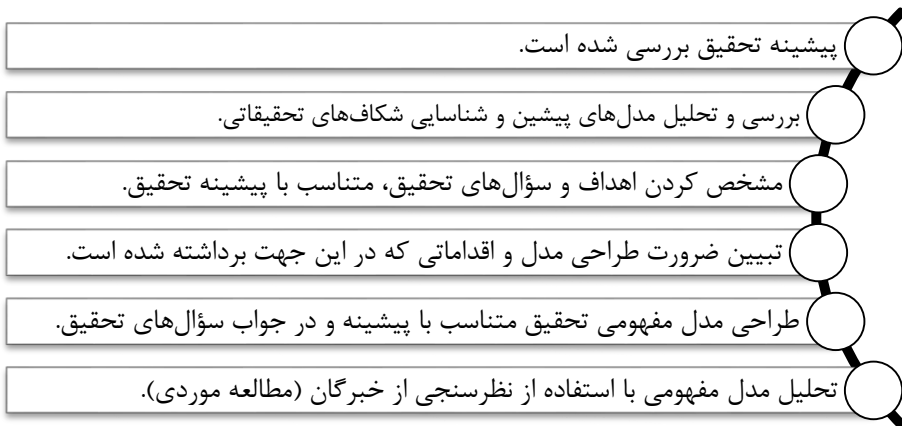 پیشینه تحقیق بررسی شده است.
بررسی و تحلیل مدل‌های پیشین و شناسایی شکاف‌های تحقیقاتی.
مشخص کردن اهداف و سؤال‌های تحقیق، متناسب با پیشینه تحقیق.
تبیین ضرورت طراحی مدل و اقداماتی که در این جهت برداشته شده است.
طراحی مدل مفهومی تحقیق متناسب با پیشینه و در جواب سؤال‌های تحقیق.
تحلیل مدل مفهومی با استفاده از نظرسنجی از خبرگان (مطالعه موردی).